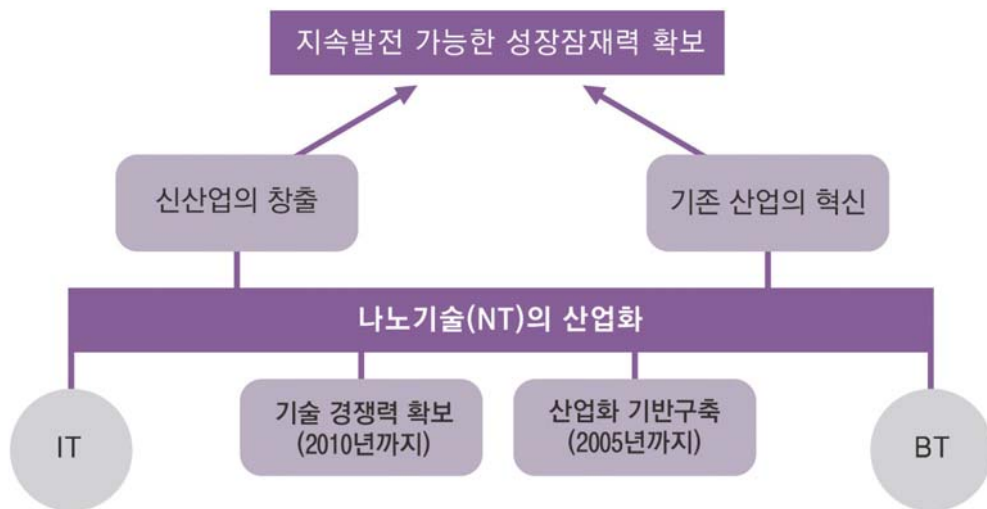 지속발전 가능한 성장잠재력 확보
신산업의 창출
기존 산업의 혁신
나노기술(NT)의 산업화
IT
기술 경쟁력 확보
(2010년까지)
산업화 기반구축
(2005년까지)
BT